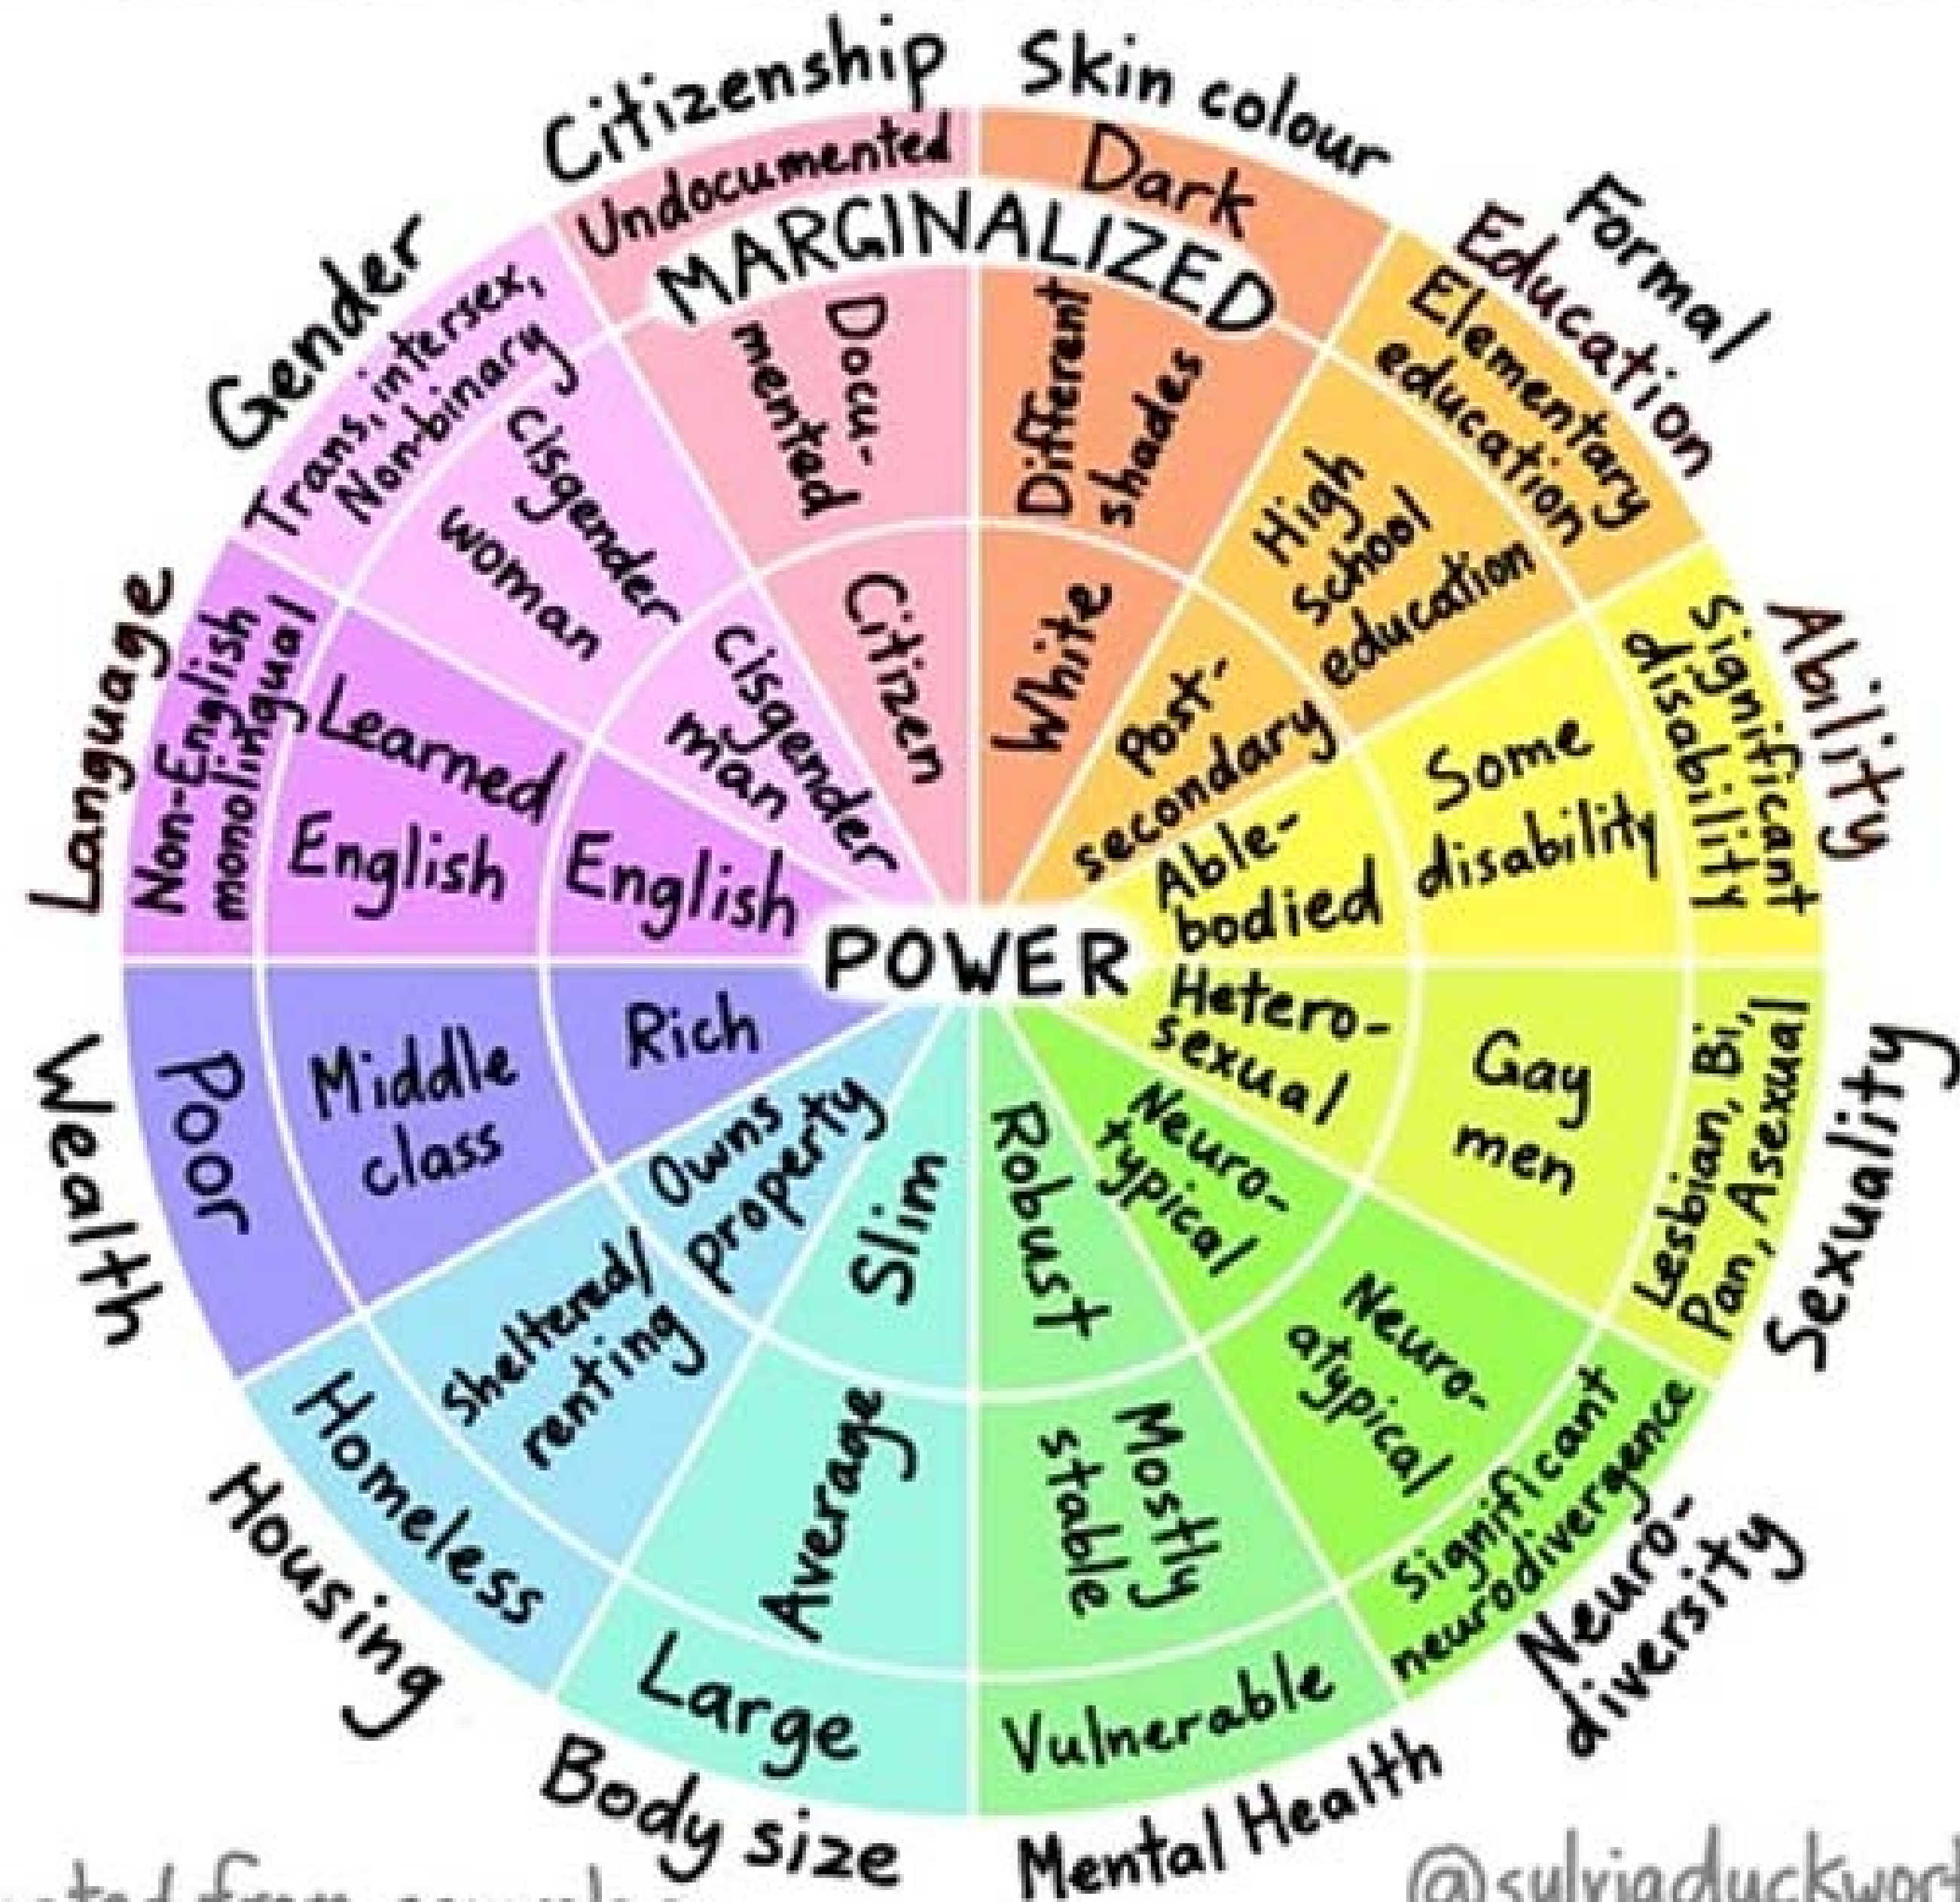 Citizenship
Undocumented
Docu-
mented
Citizen
Skin colour
Dark
Different
shades
White
Formal
Education
Elementary
education
High
School
education
Post-
secondary
Ability
Significant
disability
Some
disability
Able-
bodied
Sexuality
Lesbian, Bi,
Pan, Asexual
Gay
men
Hetero-
sexual
Neuro-
diversity
Significant
neurodivergence
Neuro-
atypical
Neuro-
typical
Mental Health
Vulnerable
Mostly
stable
Robust
Body size
Large
Average
Slim
Housing
Homeless
Sheltered/
renting
Owns
property
Wealth
Poor
Middle
class
Rich
Language
Non-English
monolingual
Learned
English
English
Gender
Trans, intersex,
Non-binary
Cisgender
woman
Cisgender
man
MARGINALIZED
POWER
from